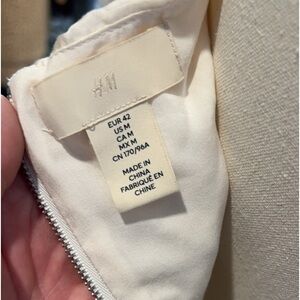 H M
EUR 42
US M
CA M
MX M
CN 170/96A
MADE IN
CHINA
FABRIQUÉ EN
CHINE